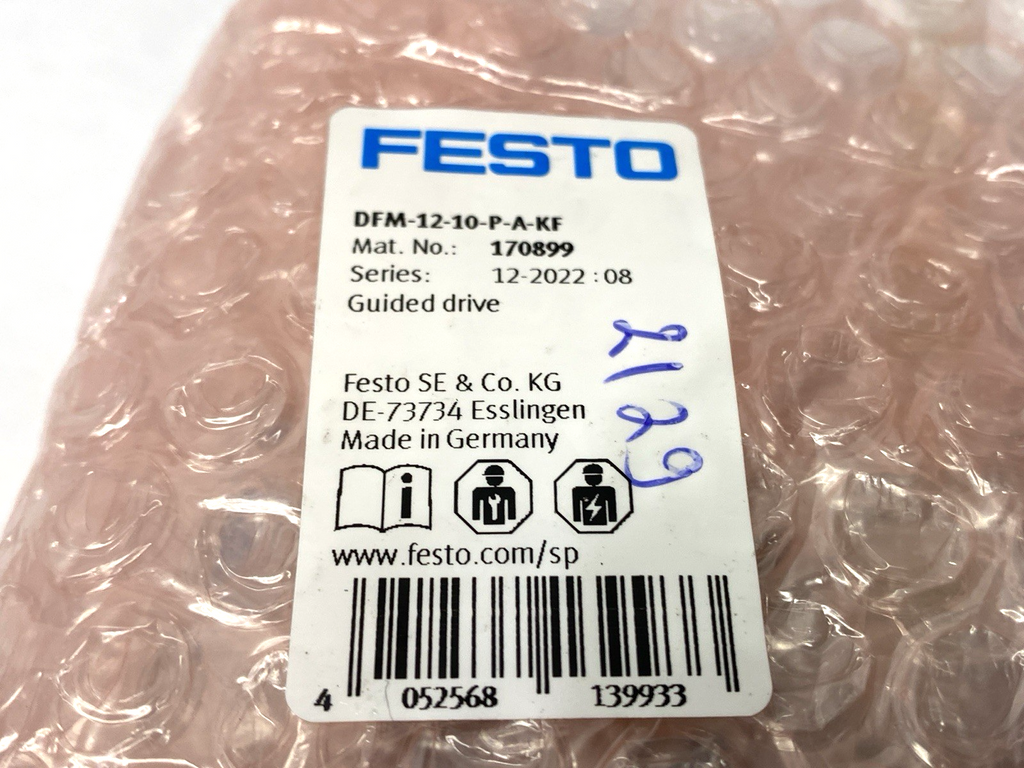 FESTO
DFM-12-10-P-A-KF
Mat. No.: 170899
Series: 12-2022 : 08
Guided drive
2129
Festo SE & Co. KG
DE-73734 Esslingen
Made in Germany
i
www.festo.com/sp
4 052568 139933